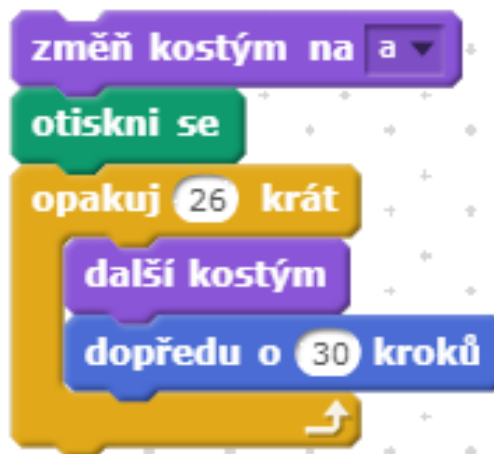 změň kostým na a
otiskni se
opakuj 26 krát
další kostým
dopředu o 30 kroků